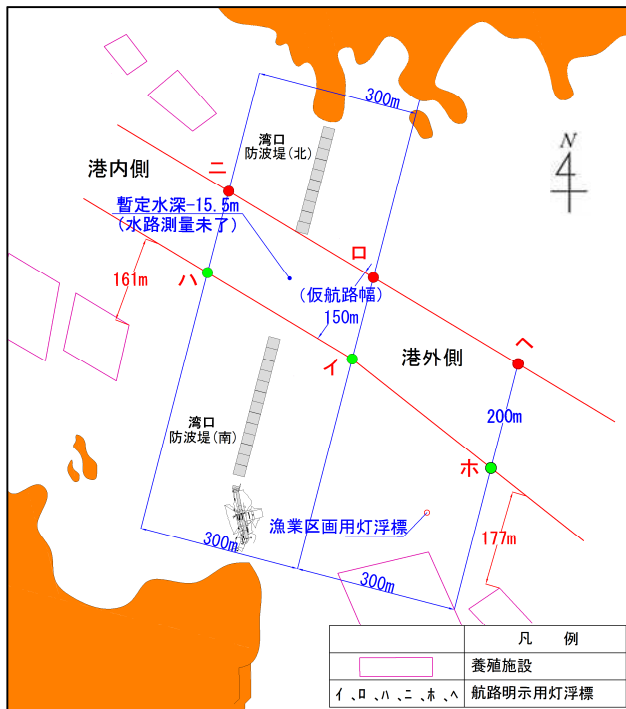 300m
湾口
防波堤(北)
N
港内側
ニ
暫定水深-15.5m
(水路測量未了)
ロ
161m
ハ
(仮航路幅)
150m
イ
港外側
ヘ
200m
湾口
防波堤(南)
ホ
漁業区画用灯浮標
177m
300m
300m
凡 例
養殖施設
イ、ロ、ハ、ニ、ホ、ヘ 航路明示用灯浮標